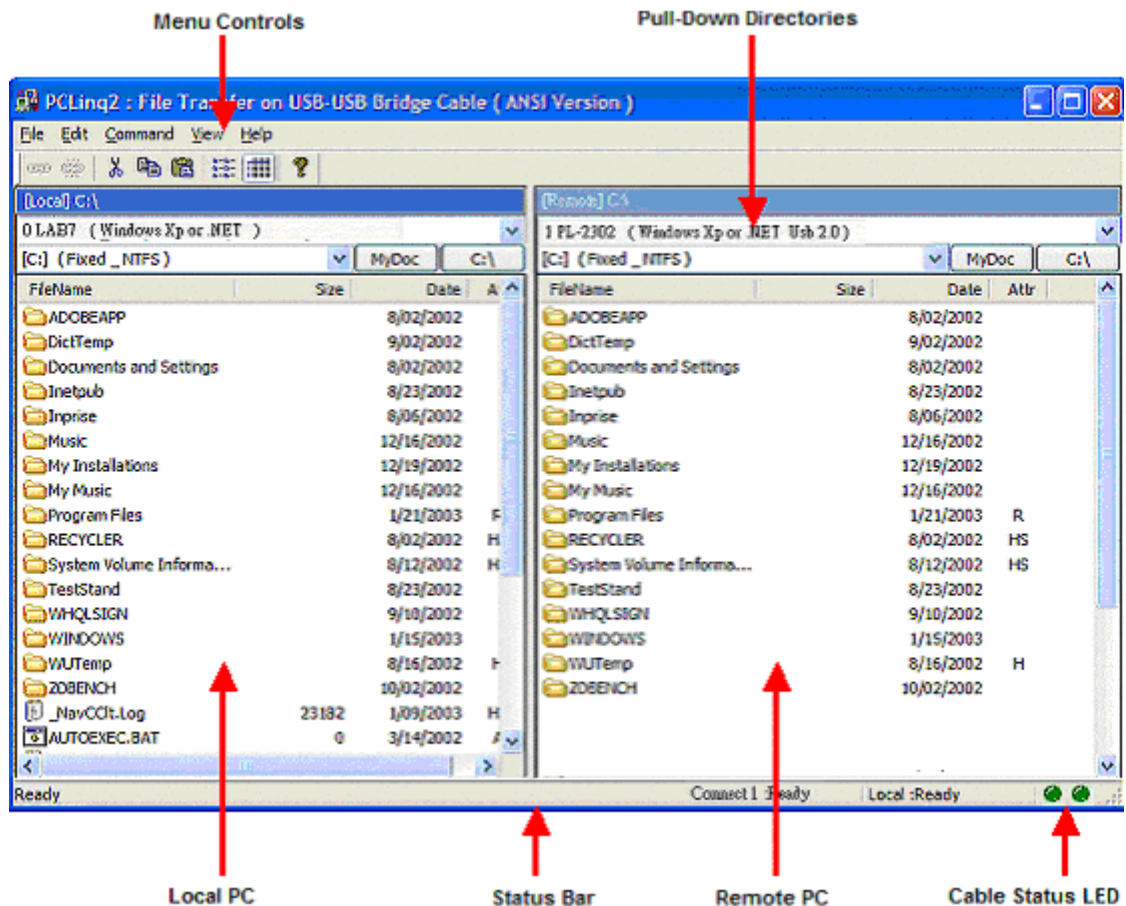 Menu Controls
Pull-Down Directories
PCLinq2 : File Transfer on USB-USB Bridge Cable ( ANSI Version )
File Edit Command View Help
[Local] C:\
[Remote] C:\
0 LAB7 ( Windows Xp or .NET )
1 PL-2302 ( Windows Xp or .NET Usb 2.0 )
[C:] (Fixed _NTFS) MyDoc C:\
[C:] (Fixed _NTFS) MyDoc C:\
FileName Size Date A
ADOBEAPP 8/02/2002
DictTemp 9/02/2002
Documents and Settings 8/02/2002
Inetpub 8/23/2002
Inprise 8/06/2002
Music 12/16/2002
My Installations 12/19/2002
My Music 12/16/2002
Program Files 1/21/2003 R
RECYCLER 8/02/2002 H
System Volume Informa... 8/12/2002 H
TestStand 8/23/2002
WHQLSIGN 9/10/2002
WINDOWS 1/15/2003
WUTemp 8/16/2002 H
ZDBENCH 10/02/2002
_NavCClt.Log 23182 1/09/2003 H
AUTOEXEC.BAT 0 3/14/2002 A
FileName Size Date Attr
ADOBEAPP 8/02/2002
DictTemp 9/02/2002
Documents and Settings 8/02/2002
Inetpub 8/23/2002
Inprise 8/06/2002
Music 12/16/2002
My Installations 12/19/2002
My Music 12/16/2002
Program Files 1/21/2003 R
RECYCLER 8/02/2002 HS
System Volume Informa... 8/12/2002 HS
TestStand 8/23/2002
WHQLSIGN 9/10/2002
WINDOWS 1/15/2003
WUTemp 8/16/2002 H
ZDBENCH 10/02/2002
Ready Connect 1 :Ready Local :Ready
Local PC
Status Bar
Remote PC
Cable Status LED